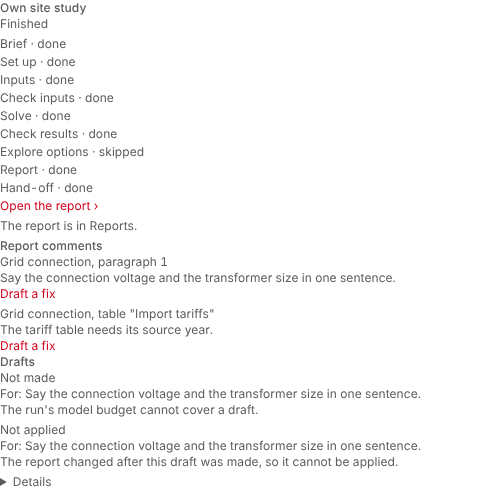 Own site study
Finished
Brief · done
Set up · done
Inputs · done
Check inputs · done
Solve · done
Check results · done
Explore options · skipped
Report · done
Hand-off · done
Open the report ›
The report is in Reports.
Report comments
Grid connection, paragraph 1
Say the connection voltage and the transformer size in one sentence.
Draft a fix
Grid connection, table "Import tariffs"
The tariff table needs its source year.
Draft a fix
Drafts
Not made
For: Say the connection voltage and the transformer size in one sentence.
The run's model budget cannot cover a draft.
Not applied
For: Say the connection voltage and the transformer size in one sentence.
The report changed after this draft was made, so it cannot be applied.
▶ Details